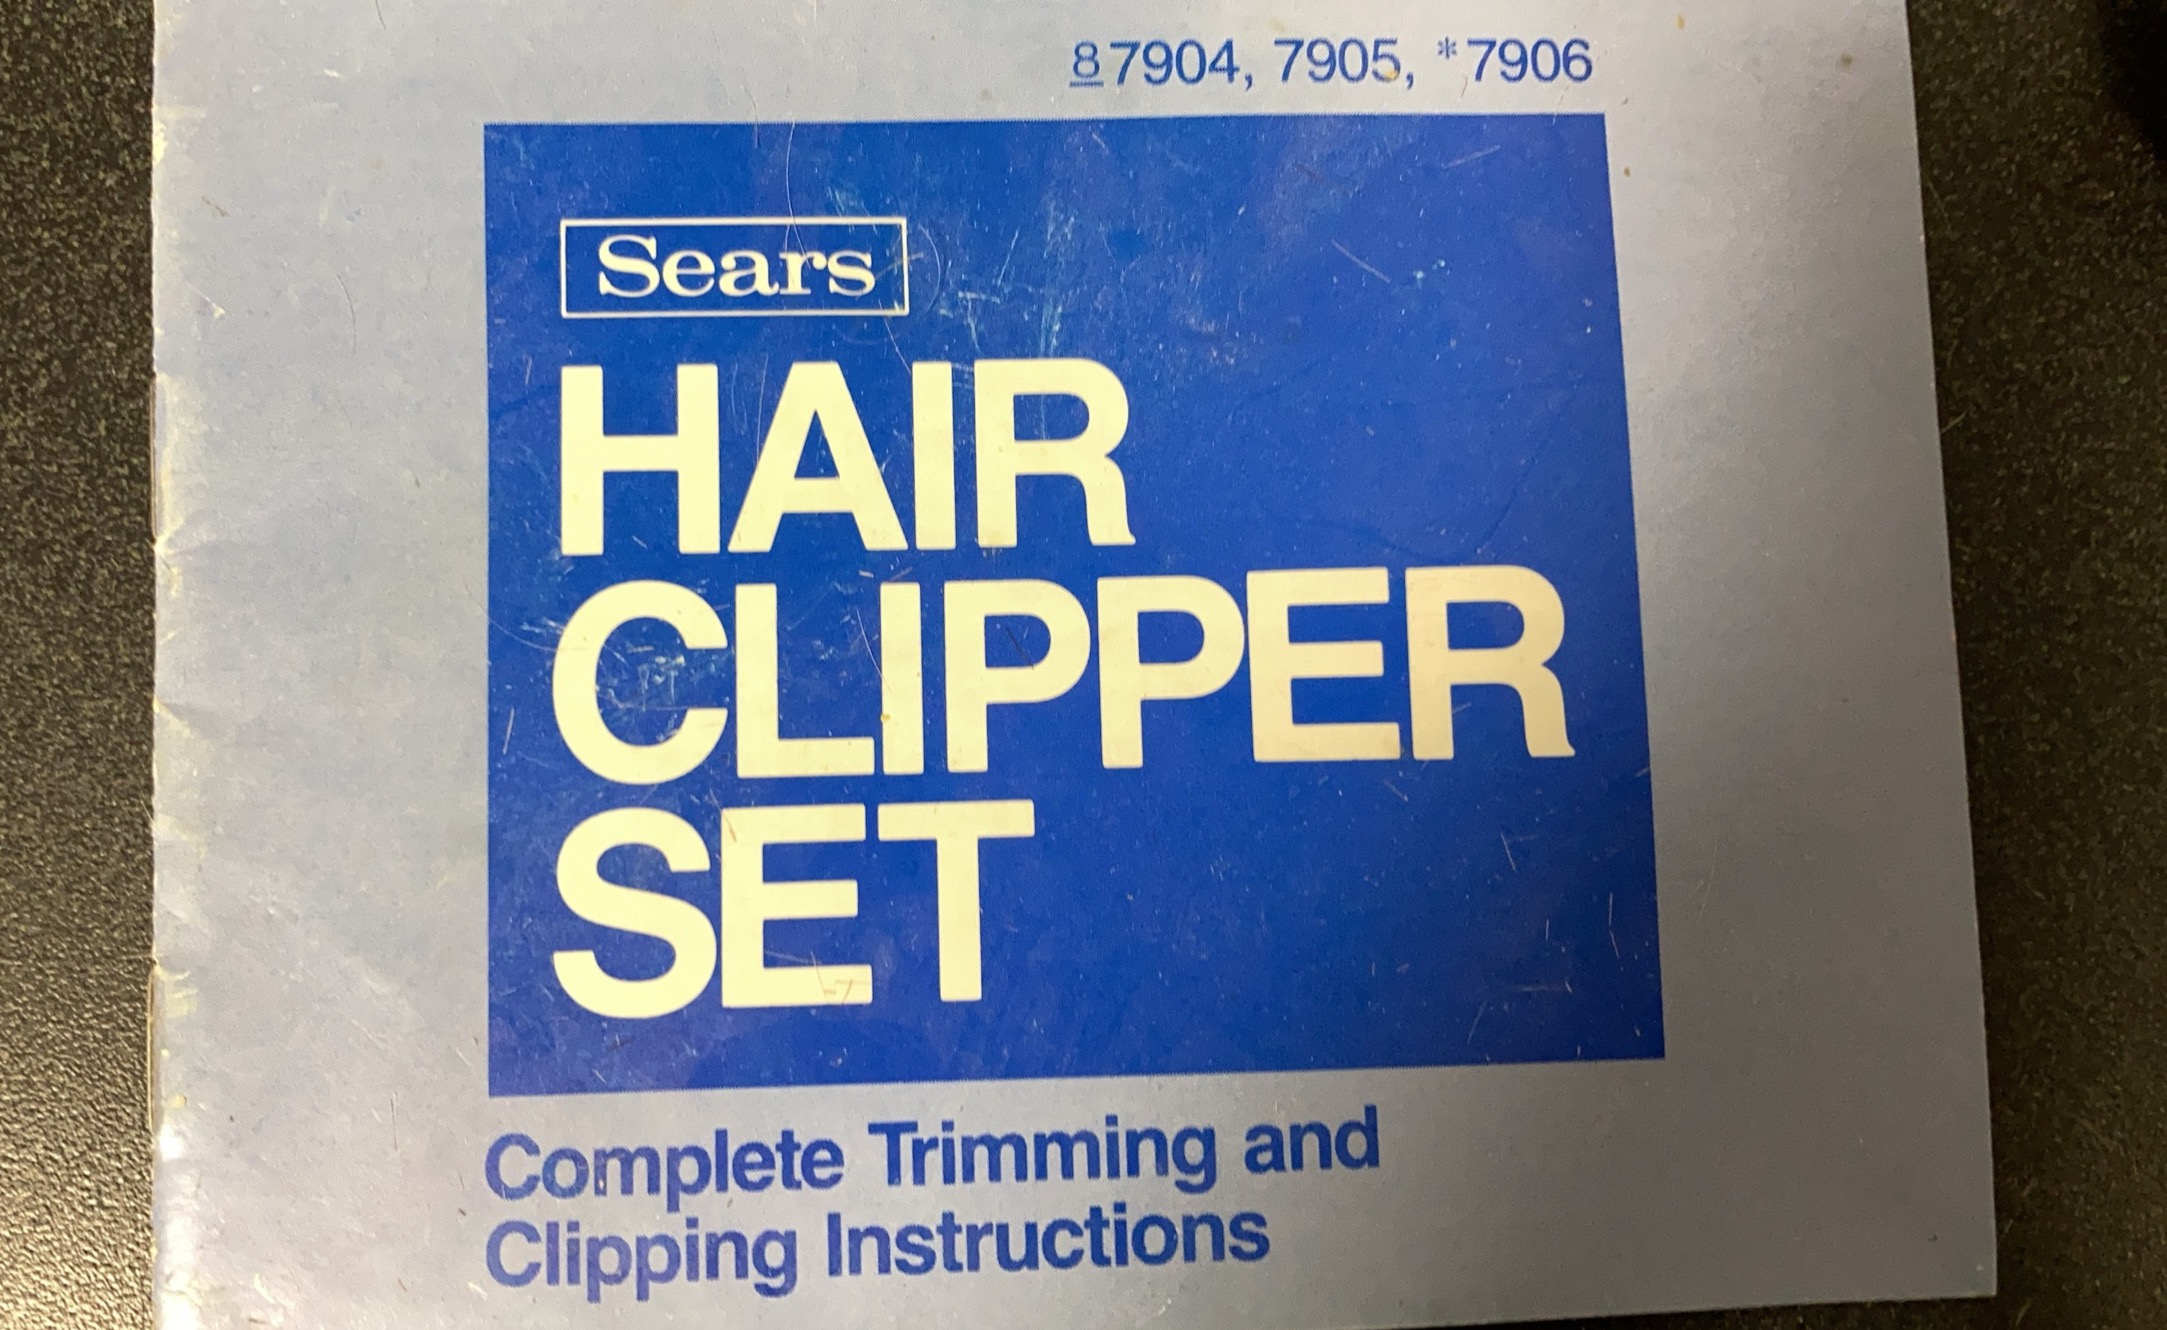 87904, 7905, *7906
Sears
HAIR
CLIPPER
SET
Complete Trimming and
Clipping Instructions